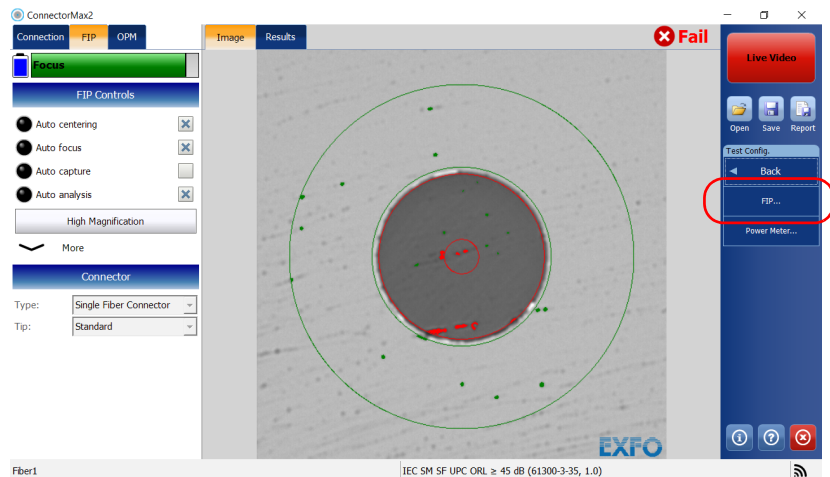 ConnectorMax2
Connection FIP OPM
Image Results
Fail
Live Video
Focus
FIP Controls
Auto centering
Auto focus
Auto capture
Auto analysis
High Magnification
More
Connector
Type: Single Fiber Connector
Tip: Standard
Open Save Report
Test Config.
Back
FIP...
Power Meter...
EXFO
Fiber1
IEC SM SF UPC ORL ≥ 45 dB (61300-3-35, 1.0)